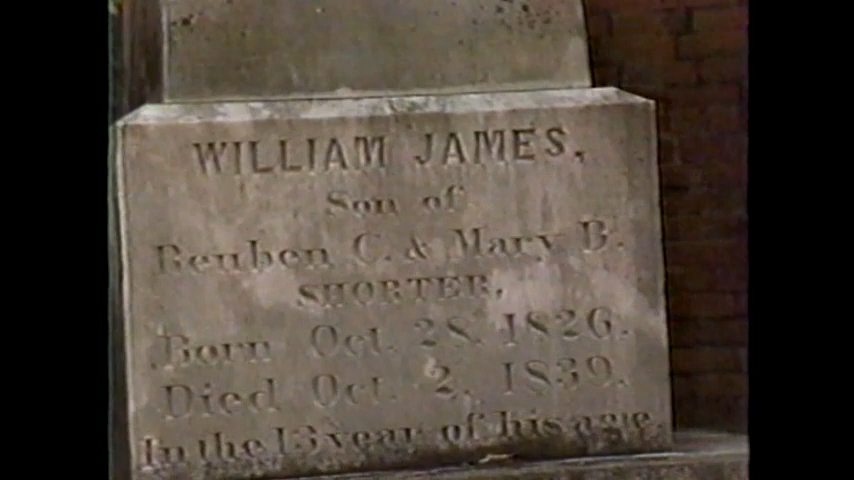 WILLIAM JAMES,
Son of
Reuben C. & Mary B.
SHORTER,
Born Oct. 28, 1826.
Died Oct. 2, 1839.
In the 13 year of his age